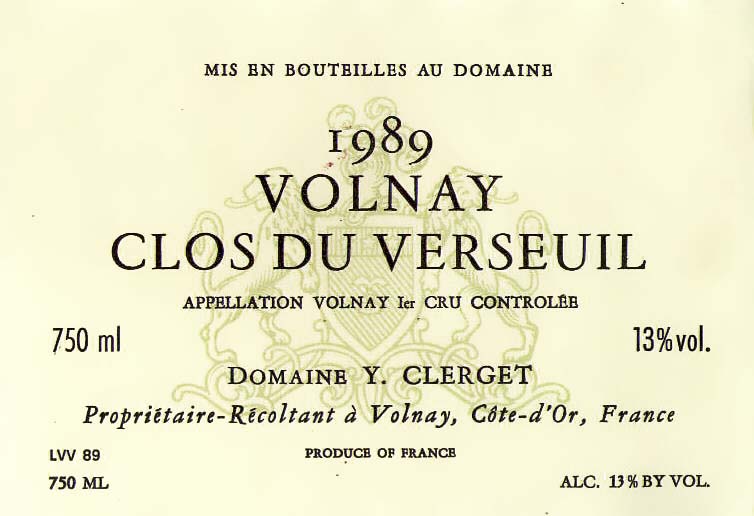 MIS EN BOUTEILLES AU DOMAINE
1989
VOLNAY
CLOS DU VERSEUIL
APPELLATION VOLNAY Ier CRU CONTROLÉE
750 ml
13% vol.
DOMAINE Y. CLERGET
Propriétaire-Récoltant à Volnay, Côte-d'Or, France
LVV 89
PRODUCE OF FRANCE
750 ML
ALC. 13% BY VOL.